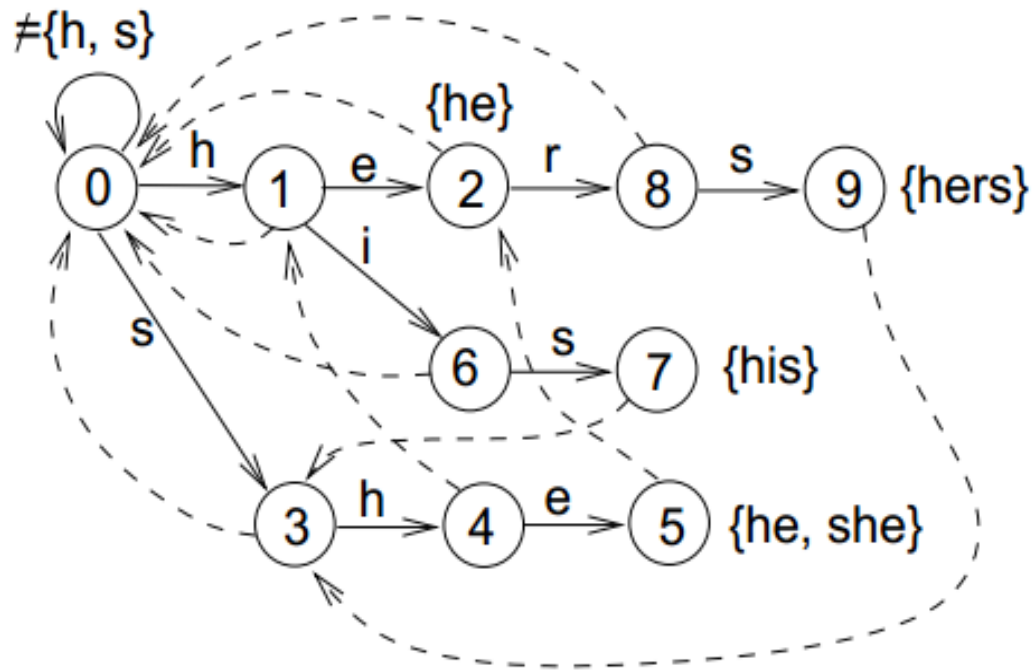 ≠{h, s}
{he}
0 h 1 e 2 r 8 s 9 {hers}
i
s
6 s 7 {his}
3 h 4 e 5 {he, she}